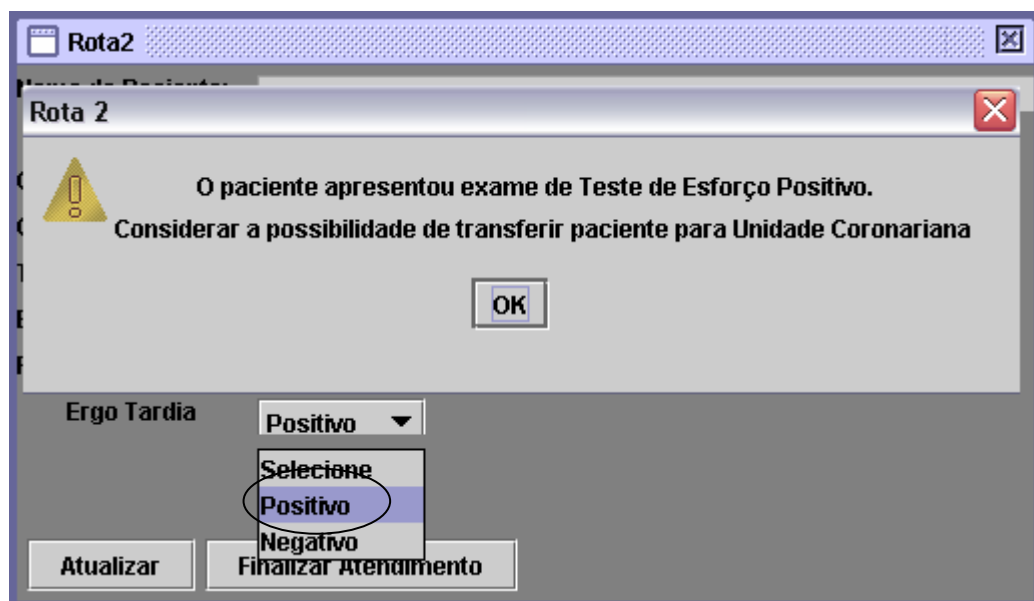 Rota2
Rota 2
O paciente apresentou exame de Teste de Esforço Positivo.
Considerar a possibilidade de transferir paciente para Unidade Coronariana
OK
Ergo Tardia
Positivo
Selecione
Positivo
Negativo
Atualizar
Finalizar Atendimento